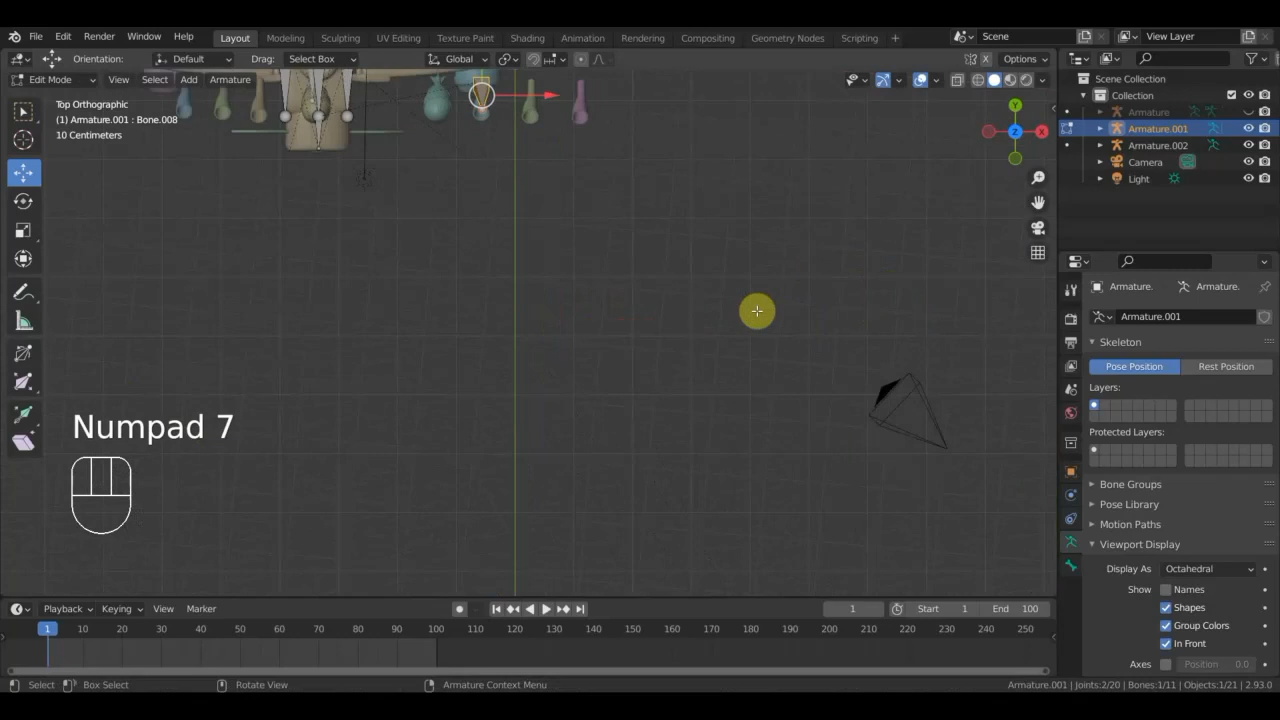 File Edit Render Window Help Layout Modeling Sculpting UV Editing Texture Paint Shading Animation Rendering Compositing Geometry Nodes Scripting + Scene View Layer
Orientation: Default Drag: Select Box Global Options
Edit Mode View Select Add Armature
Top Orthographic
(1) Armature.001 : Bone.008
10 Centimeters
Y
Z
X
Numpad 7
Scene Collection
Collection
Armature
Armature.001
Armature.002
Camera
Light
Armature. Armature.
Armature.001
Skeleton
Pose Position Rest Position
Layers:
Protected Layers:
Bone Groups
Pose Library
Motion Paths
Viewport Display
Display As Octahedral
Show Names
Shapes
Group Colors
In Front
Axes Position 0.0
Playback Keying View Marker 1 Start 1 End 100
1 10 20 30 40 50 60 70 80 90 100 110 120 130 140 150 160 170 180 190 200 210 220 230 240 250
Select Box Select Rotate View Armature Context Menu Armature.001 | Joints:2/20 | Bones:1/11 | Objects:1/21 | 2.93.0